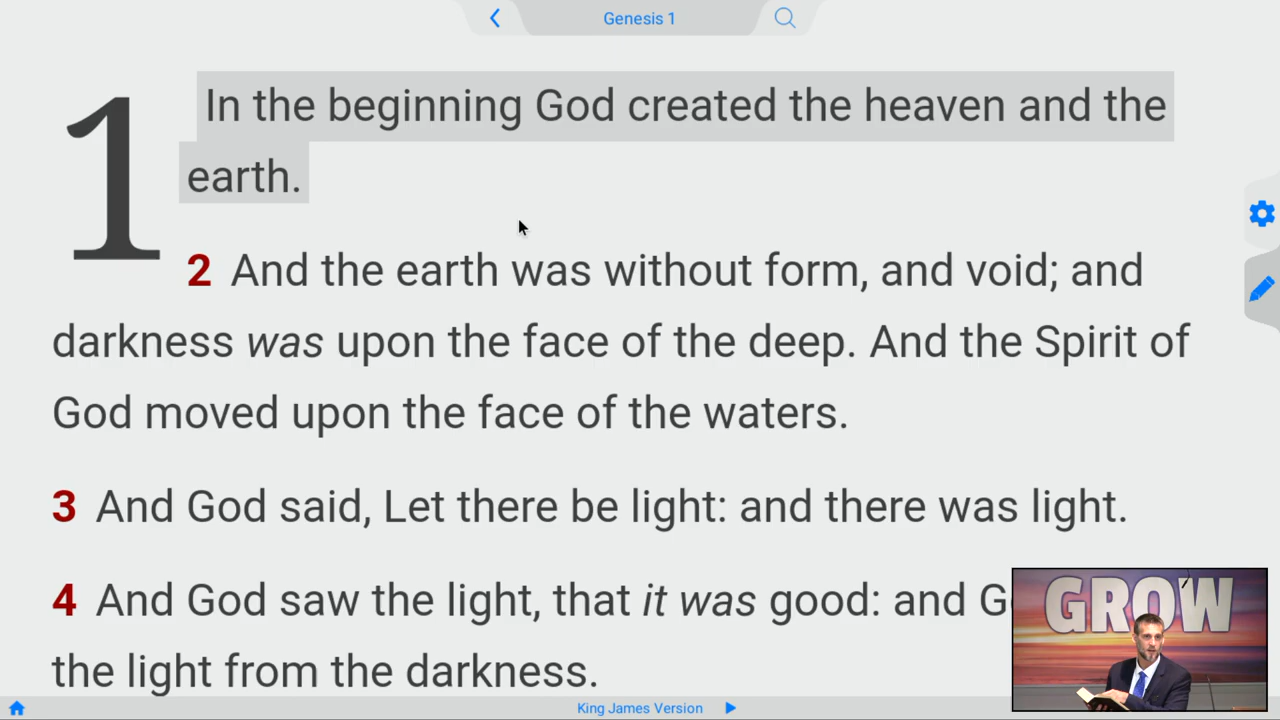 Genesis 1
1 In the beginning God created the heaven and the
earth.
2 And the earth was without form, and void; and
darkness was upon the face of the deep. And the Spirit of
God moved upon the face of the waters.
3 And God said, Let there be light: and there was light.
4 And God saw the light, that it was good: and G
the light from the darkness.
GROW
King James Version